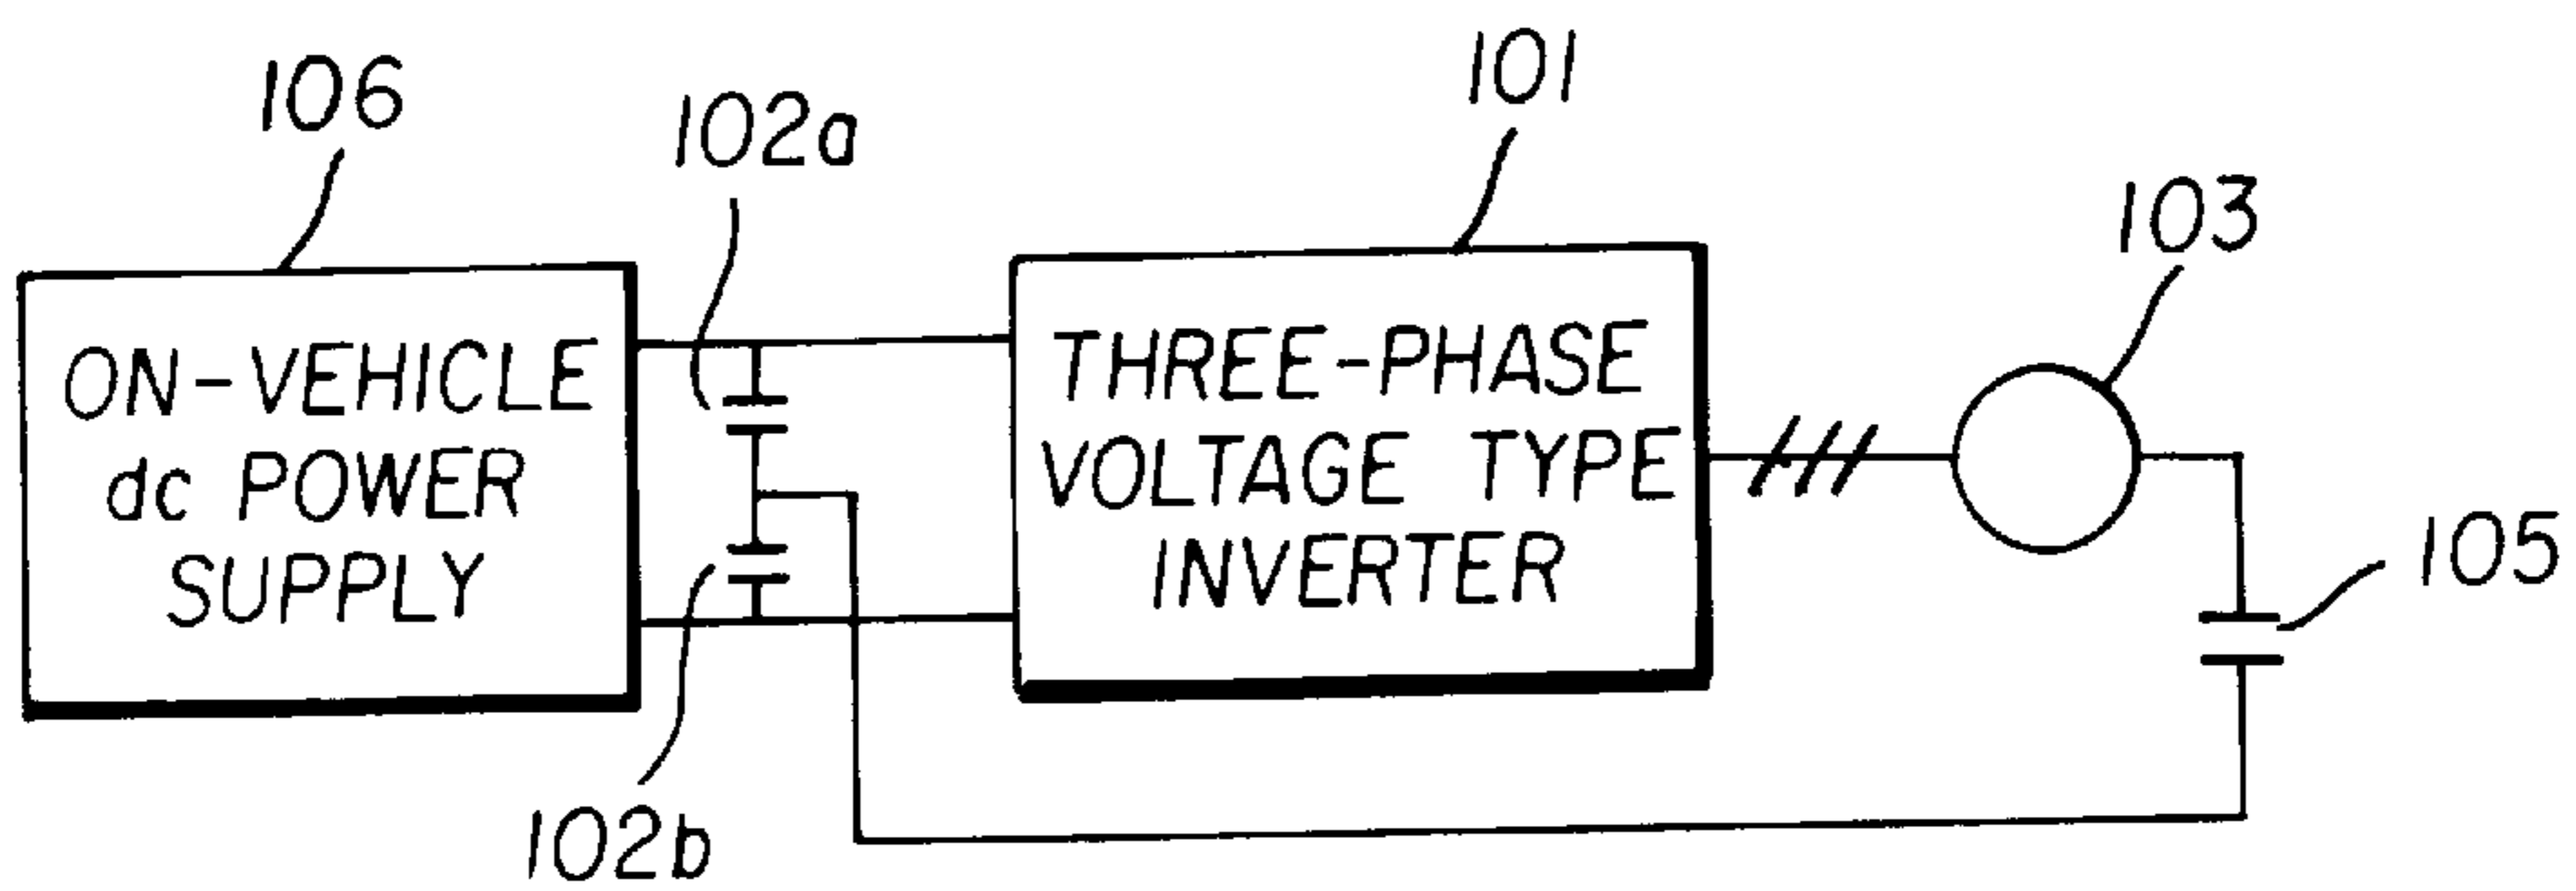 106
102a
101
103
ON-VEHICLE
dc POWER
SUPPLY
THREE-PHASE
VOLTAGE TYPE
INVERTER
105
102b